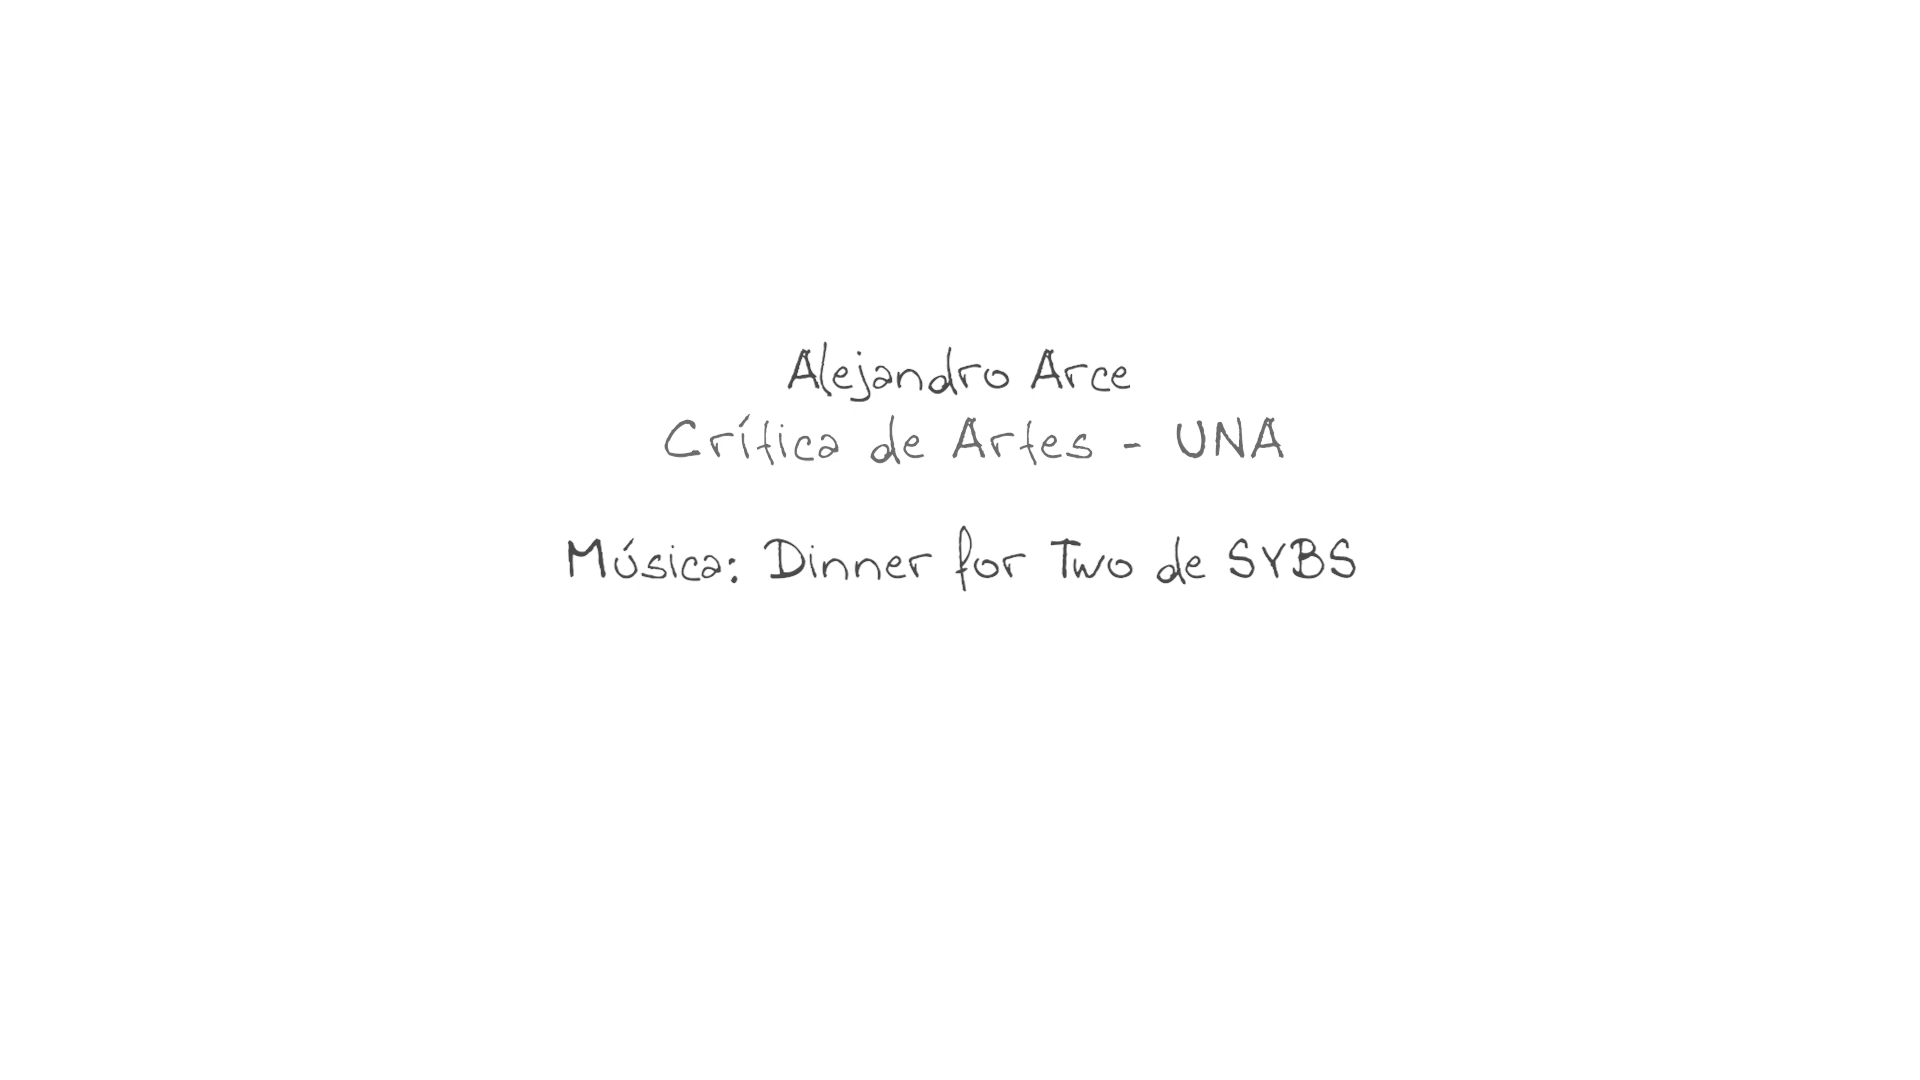 Alejandro Arce
Crítica de Artes - UNA
Música: Dinner for Two de SYBS